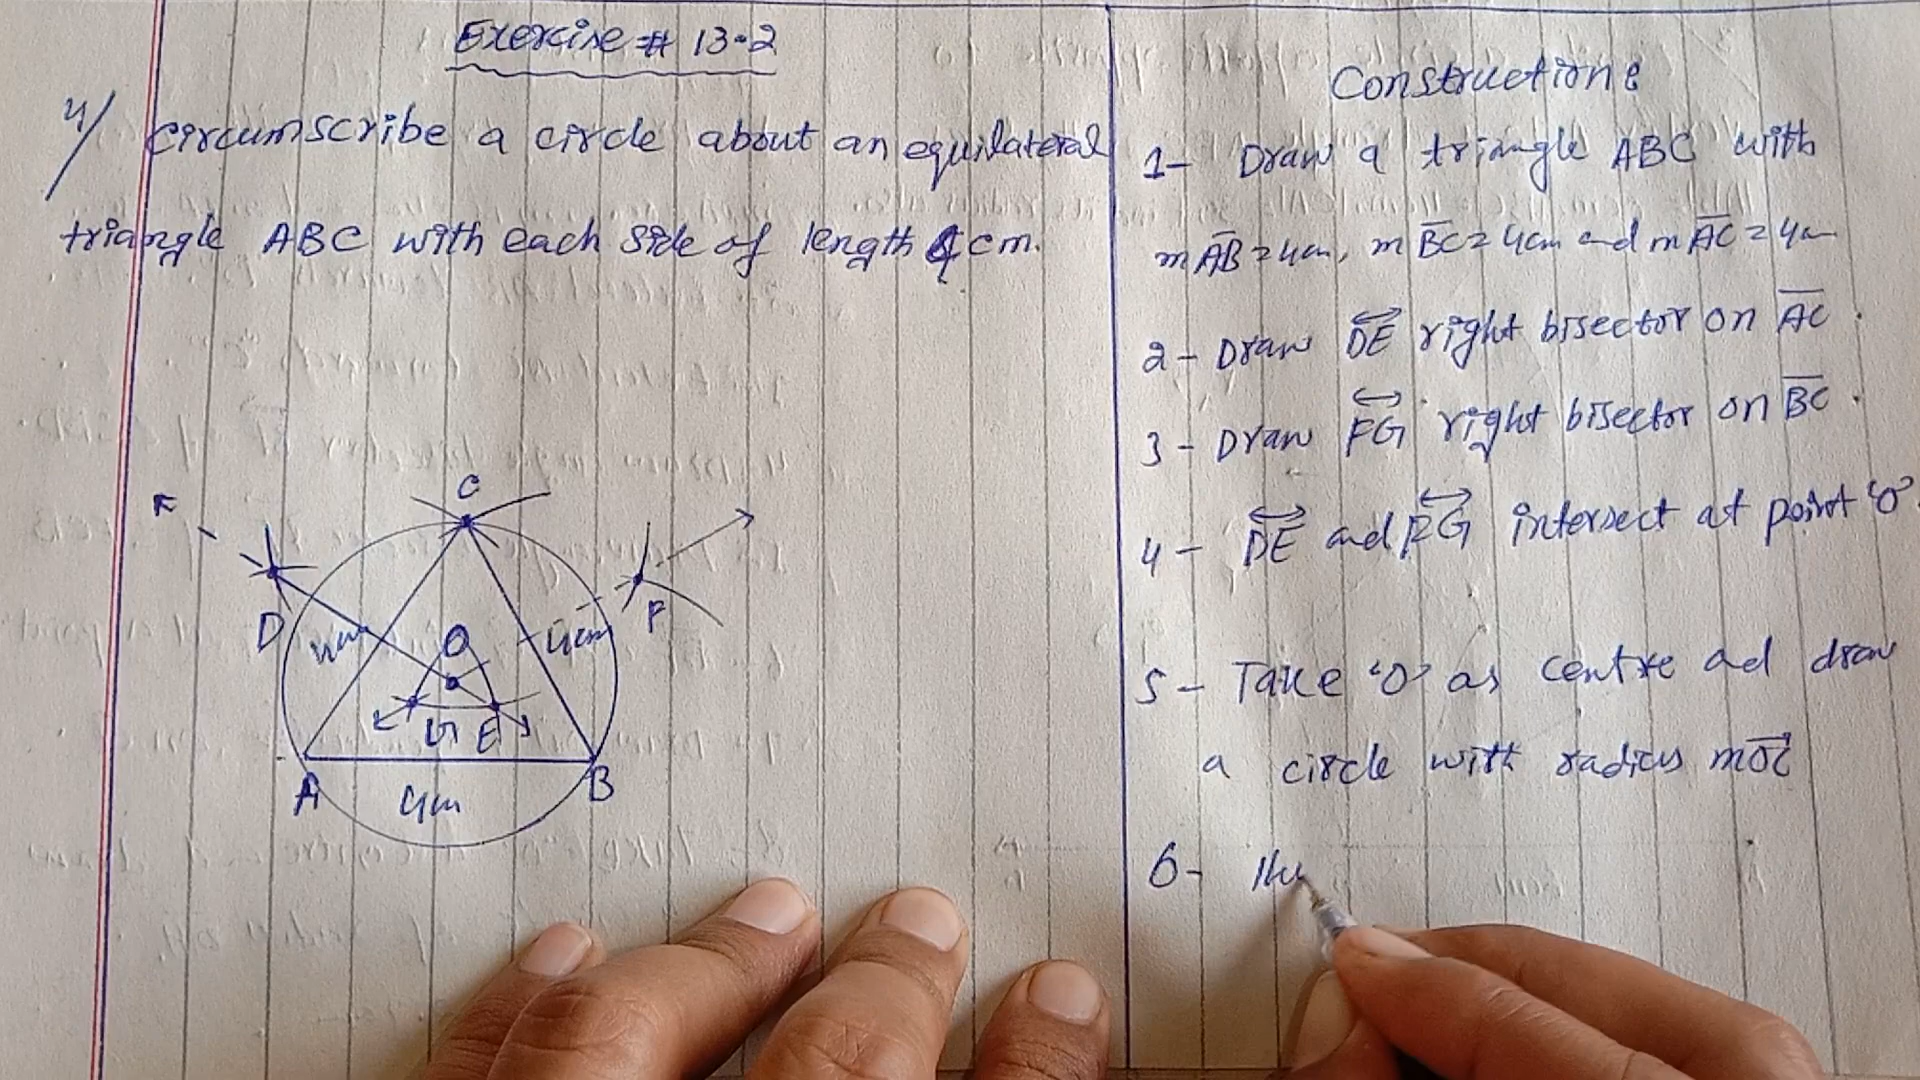 Exercise # 13.2
4/ circumscribe a circle about an equilateral
triangle ABC with each side of length 4 cm.
C
D
4cm
4cm
F
O
G E
A B
4cm
Construction:
1- Draw a triangle ABC with
mAB = 4cm, mBC = 4cm and mAC = 4cm
2- Draw DE right bisector on AC.
3- Draw FG right bisector on BC.
4- DE and FG intersect at point 'O'.
5- Take 'O' as centre ad draw
a circle with radius mOC
6-